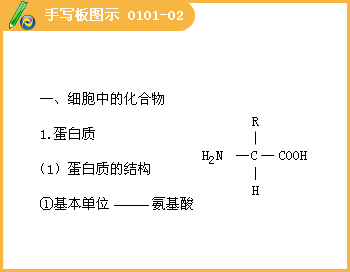 手写板图示 0101-02
一、细胞中的化合物
1.蛋白质
(1) 蛋白质的结构
①基本单位 —— 氨基酸
R
H₂N —C— COOH
H